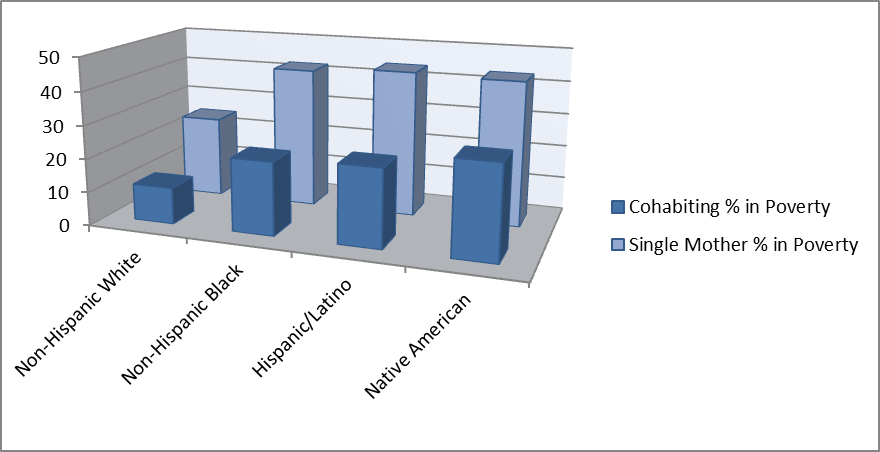 50
40
30
20
10
0
Non-Hispanic White
Non-Hispanic Black
Hispanic/Latino
Native American
Cohabiting % in Poverty
Single Mother % in Poverty